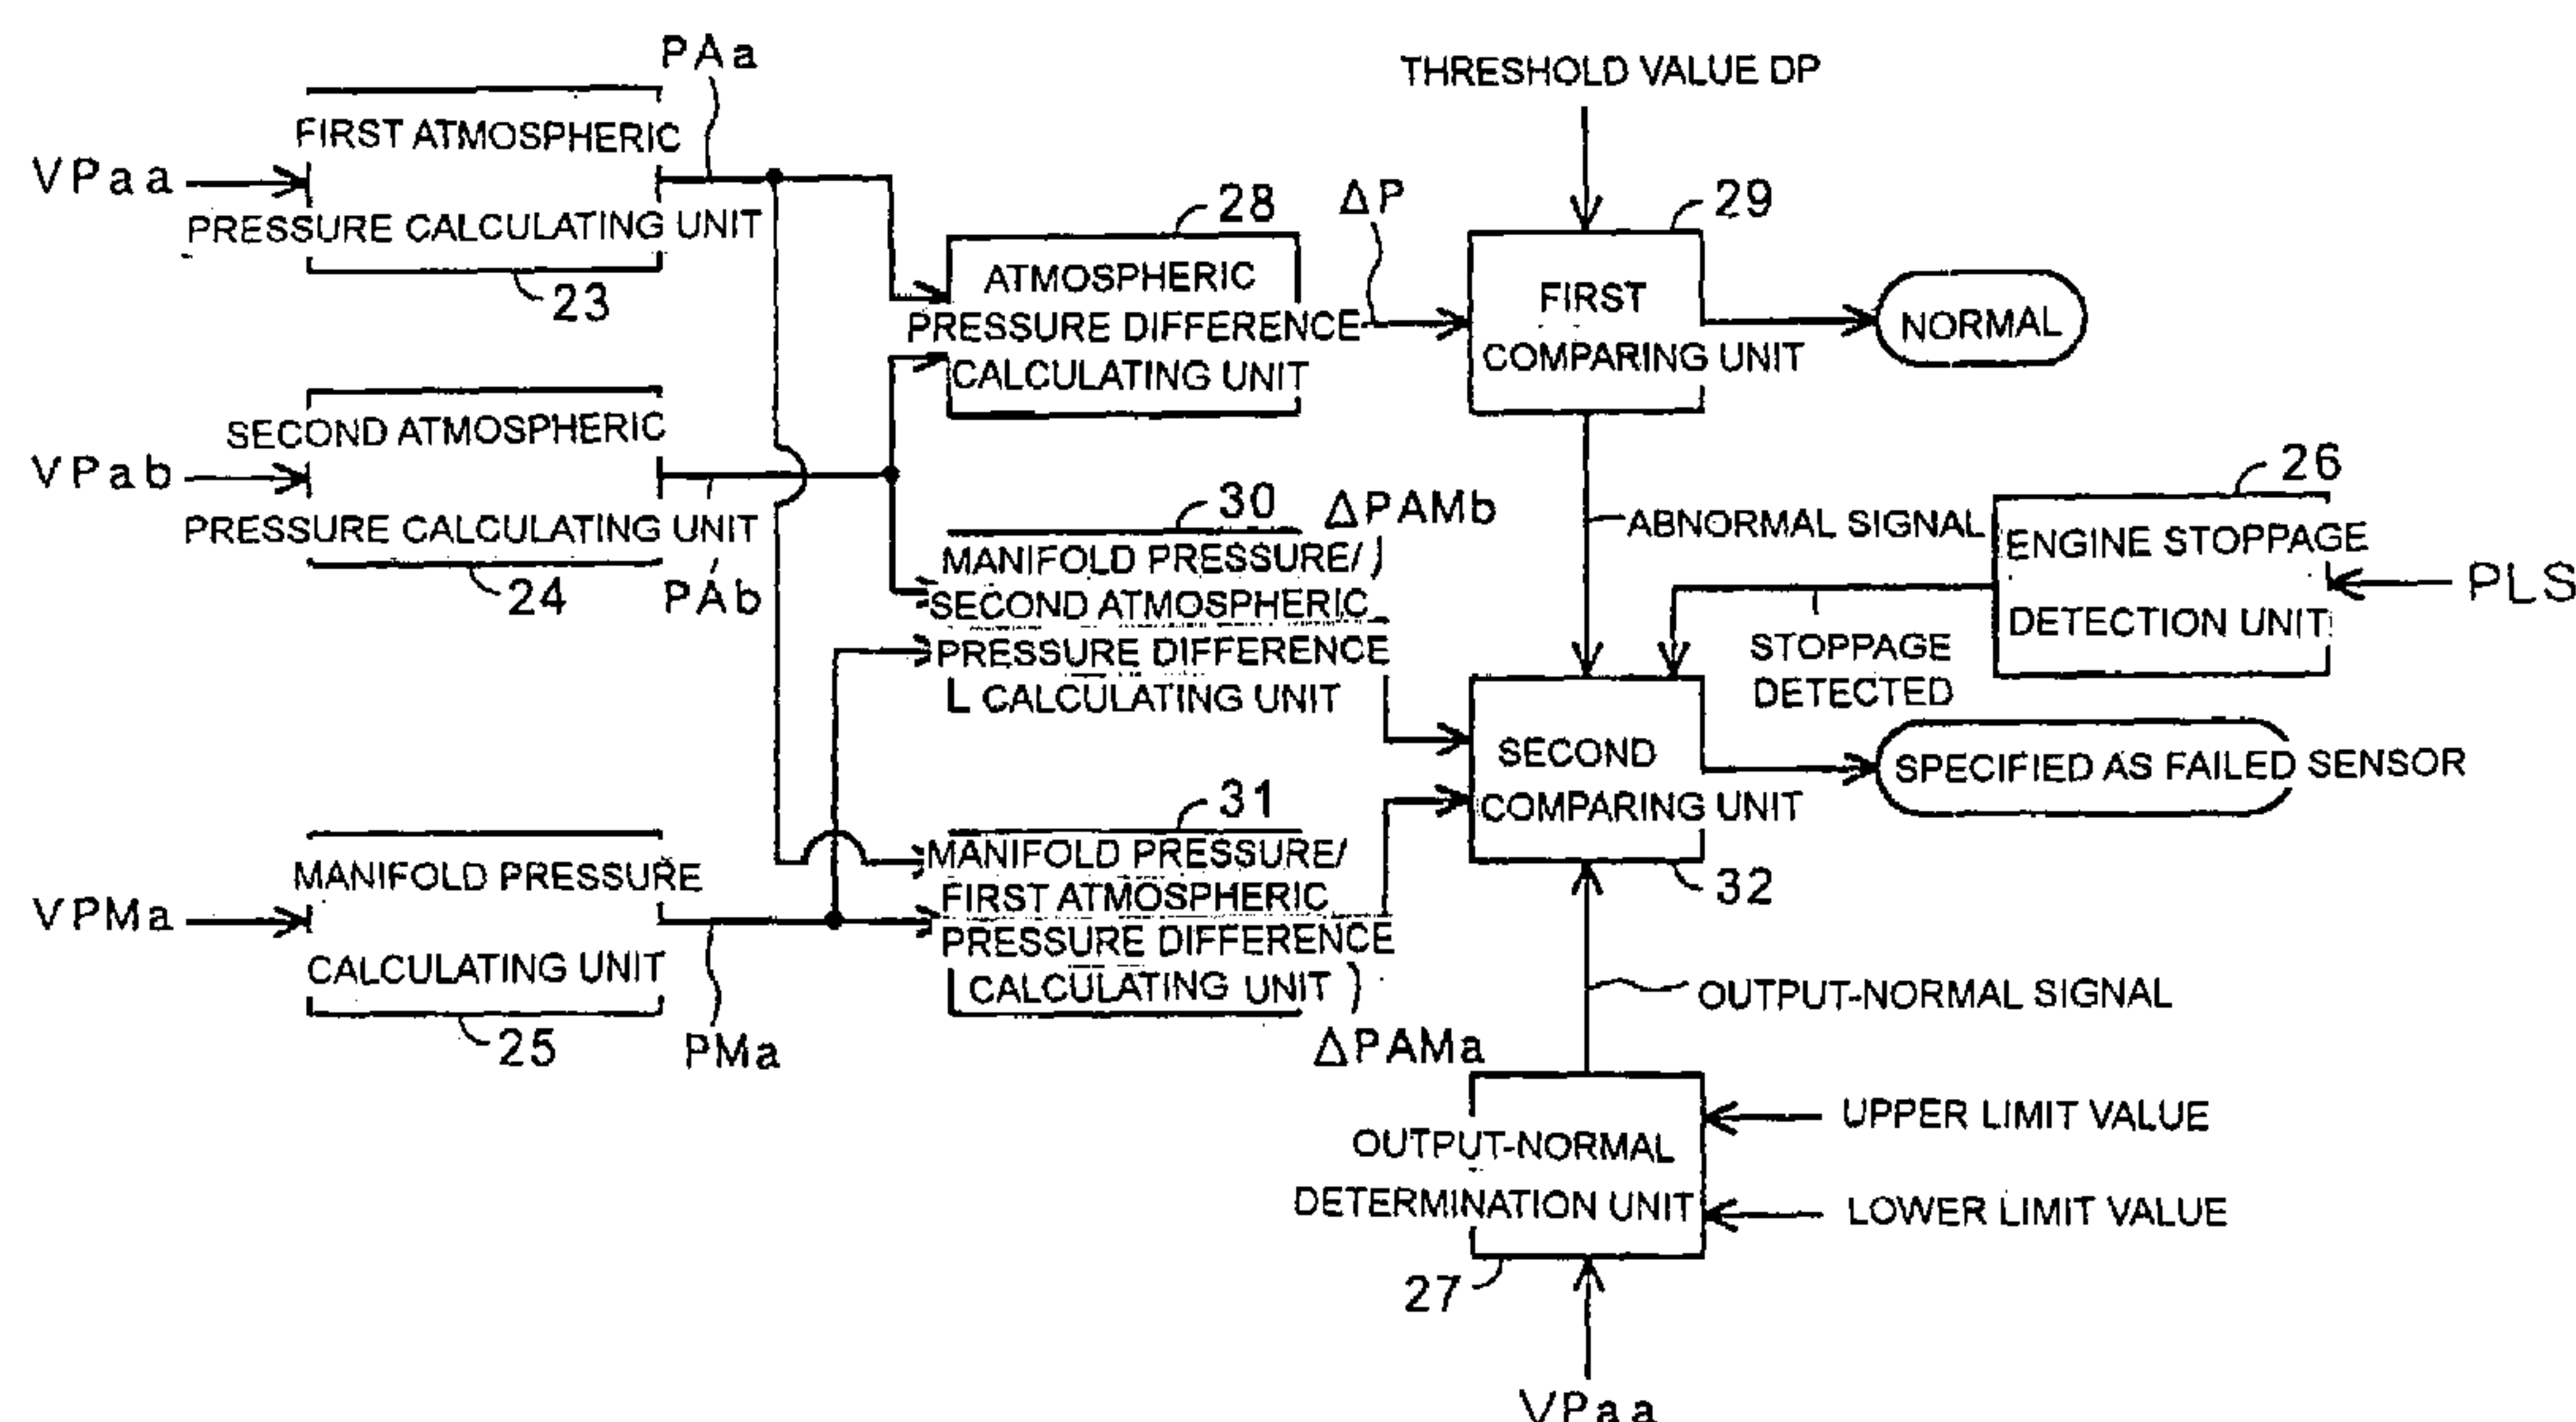 PAa
THRESHOLD VALUE DP
FIRST ATMOSPHERIC
VPaa
PRESSURE CALCULATING UNIT
23
28
ATMOSPHERIC
PRESSURE DIFFERENCE
CALCULATING UNIT
ΔP
29
FIRST
COMPARING UNIT
NORMAL
SECOND ATMOSPHERIC
VPab
PRESSURE CALCULATING UNIT
24
PAb
30
ΔPAMb
MANIFOLD PRESSURE/
SECOND ATMOSPHERIC
PRESSURE DIFFERENCE
CALCULATING UNIT
ABNORMAL SIGNAL
26
ENGINE STOPPAGE
DETECTION UNIT
PLS
STOPPAGE
DETECTED
SECOND
COMPARING UNIT
32
SPECIFIED AS FAILED SENSOR
MANIFOLD PRESSURE
VPMa
CALCULATING UNIT
25
PMa
31
MANIFOLD PRESSURE/
FIRST ATMOSPHERIC
PRESSURE DIFFERENCE
CALCULATING UNIT
ΔPAMa
OUTPUT-NORMAL SIGNAL
OUTPUT-NORMAL
DETERMINATION UNIT
27
UPPER LIMIT VALUE
LOWER LIMIT VALUE
VPaa